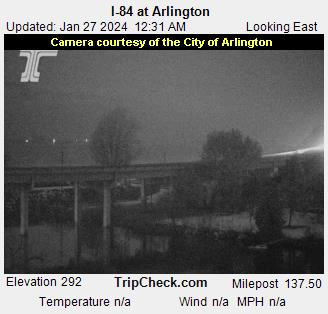 I-84 at Arlington
Updated: Jan 27 2024 12:31 AM Looking East
Camera courtesy of the City of Arlington
Elevation 292 TripCheck.com Milepost 137.50
Temperature n/a Wind n/a MPH n/a